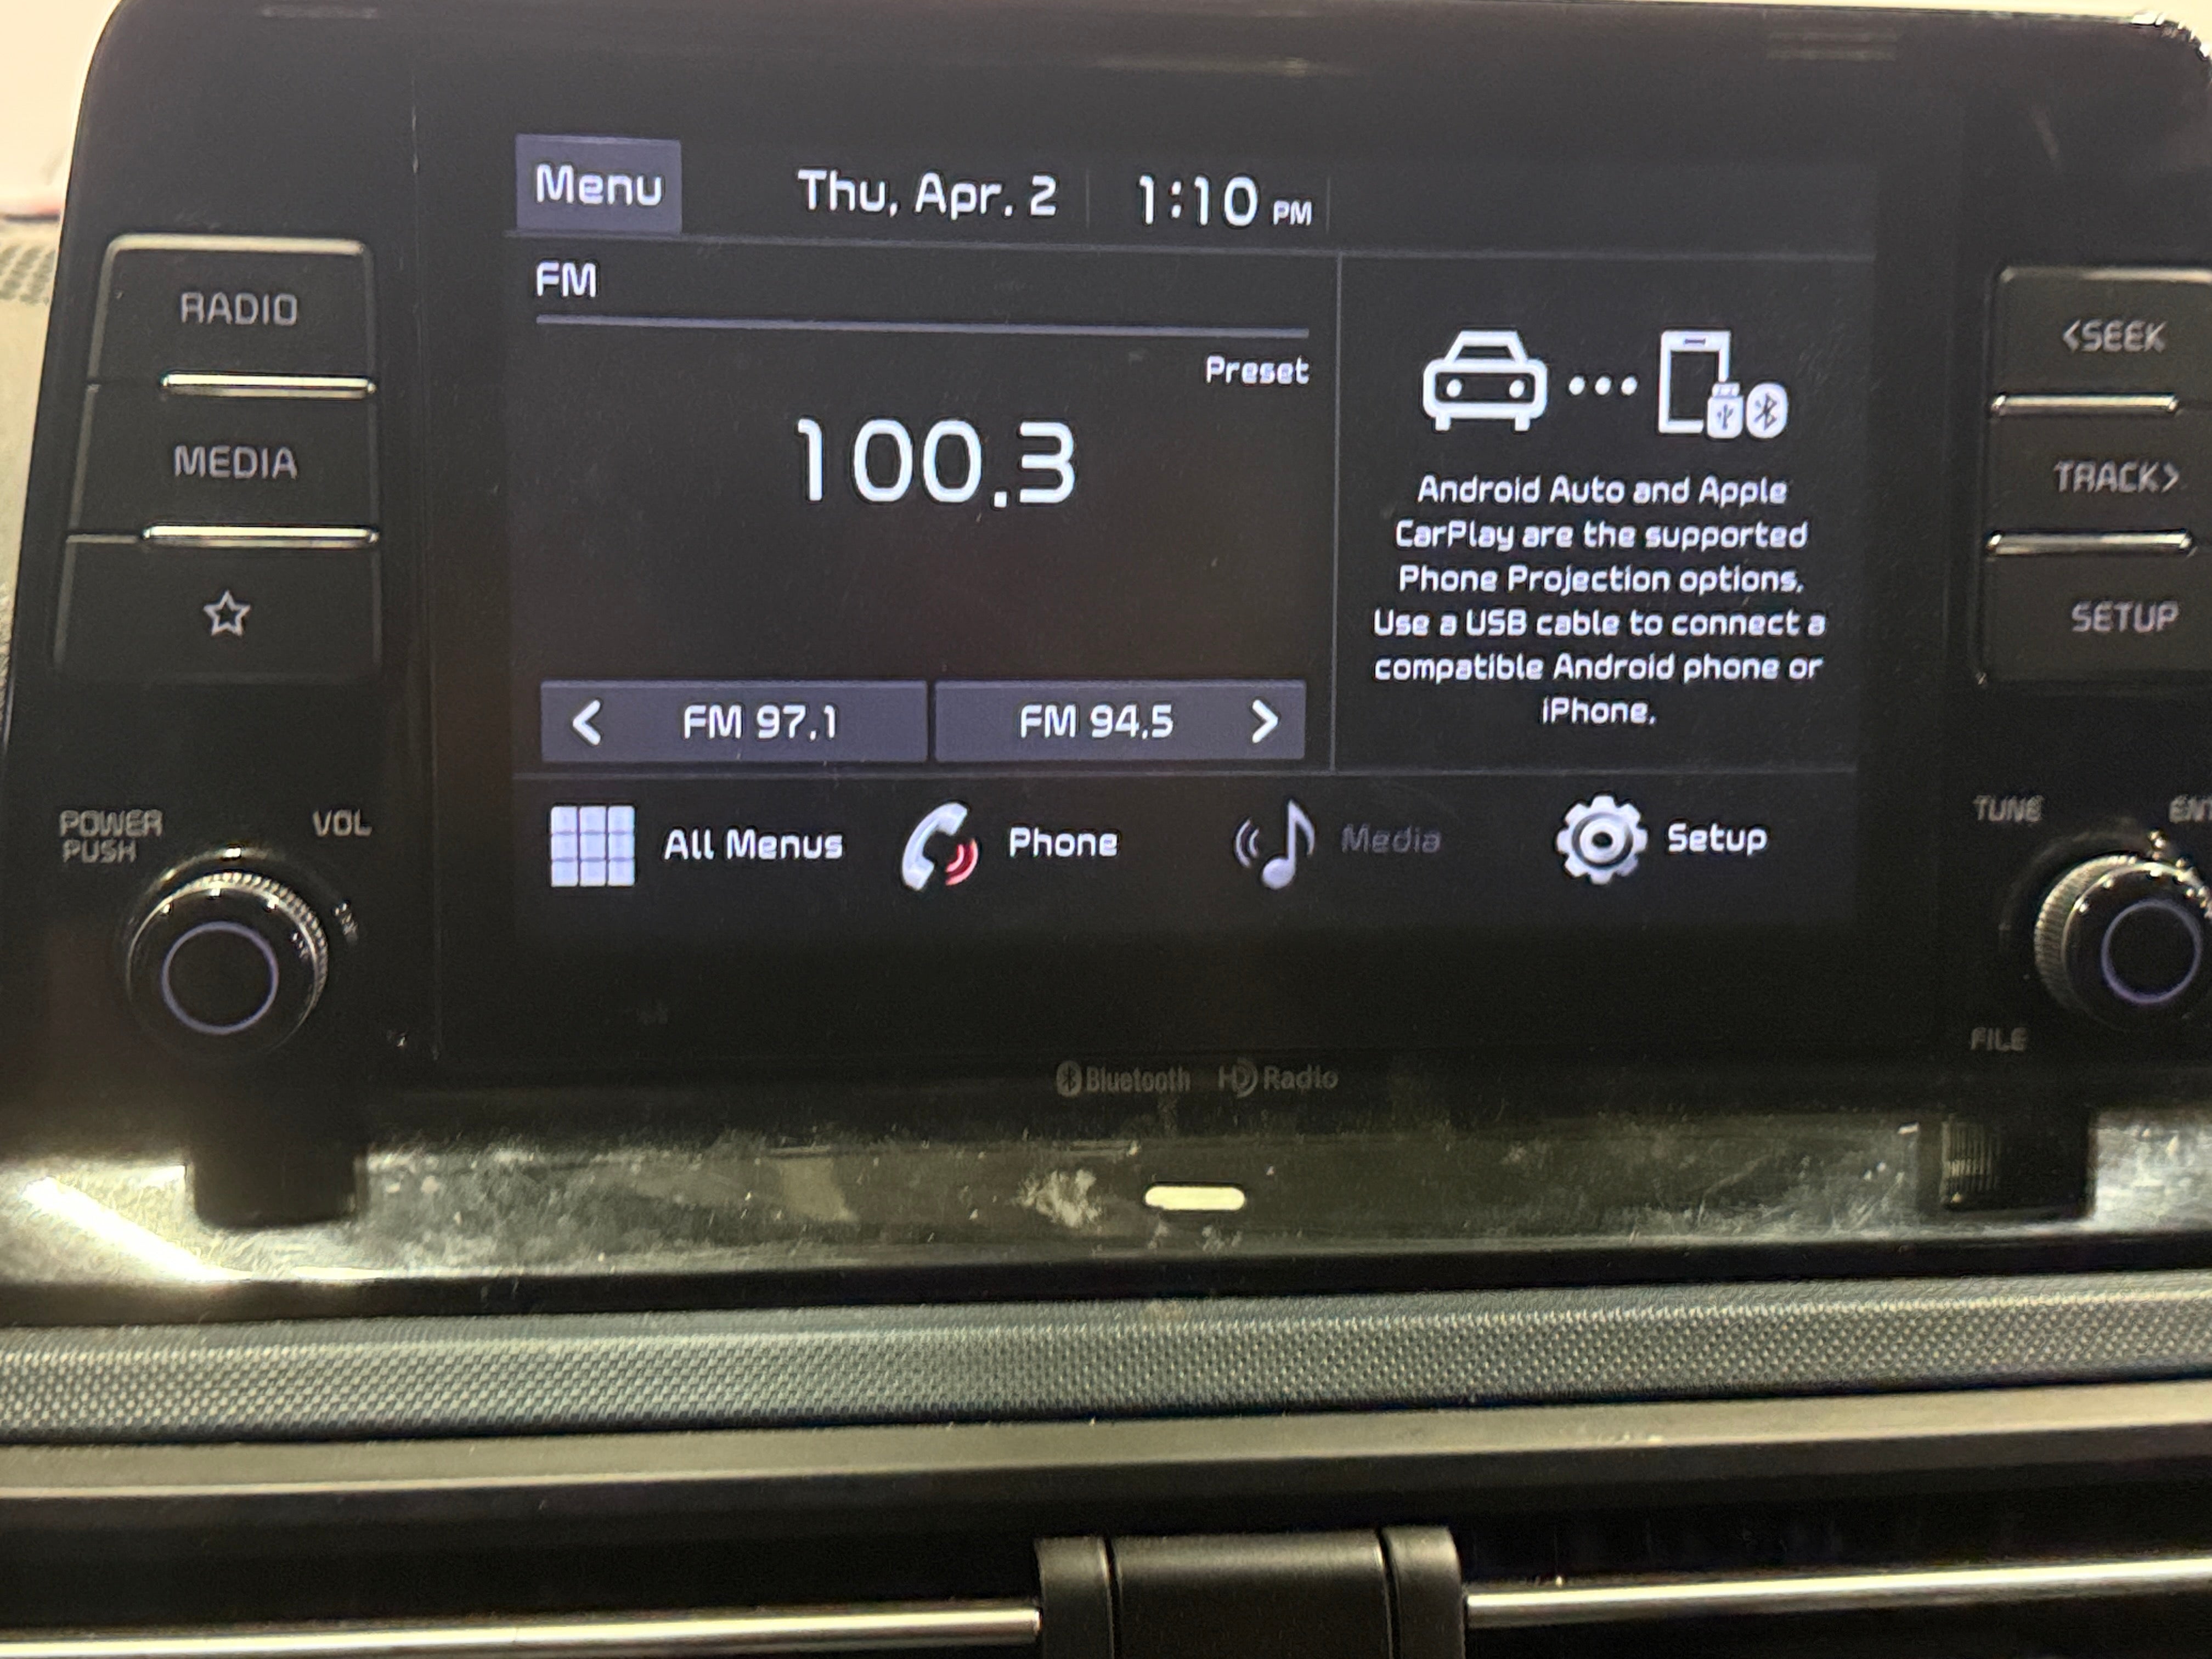 Menu Thu, Apr. 2 1:10 PM
FM
Preset
100.3
< FM 97.1 FM 94.5 >
Android Auto and Apple
CarPlay are the supported
Phone Projection options.
Use a USB cable to connect a
compatible Android phone or
iPhone.
All Menus Phone Media Setup
RADIO
MEDIA
POWER
PUSH
VOL
<SEEK
TRACK>
SETUP
TUNE
FILE
Bluetooth HD Radio